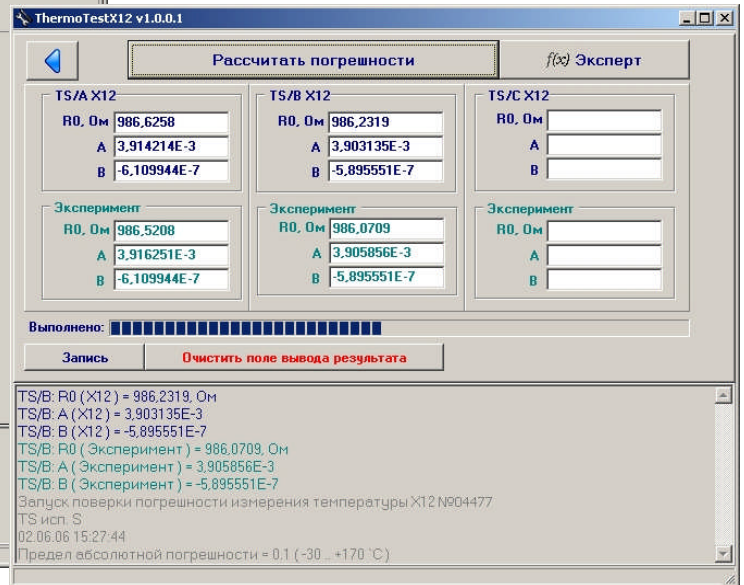 ThermoTestX12 v1.0.0.1
Рассчитать погрешности
f(x) Эксперт
TS/A X12
R0, Ом 986,6258
A 3,914214E-3
B -6,109944E-7
TS/B X12
R0, Ом 986,2319
A 3,903135E-3
B -5,895551E-7
TS/C X12
R0, Ом
A
B
Эксперимент
R0, Ом 986,5208
A 3,916251E-3
B -6,109944E-7
Эксперимент
R0, Ом 986,0709
A 3,905856E-3
B -5,895551E-7
Эксперимент
R0, Ом
A
B
Выполнено:
Запись
Очистить поле вывода результата
TS/B: R0 ( X12 ) = 986,2319, Ом
TS/B: A ( X12 ) = 3,903135E-3
TS/B: B ( X12 ) = -5,895551E-7
TS/B: R0 ( Эксперимент ) = 986,0709, Ом
TS/B: A ( Эксперимент ) = 3,905856E-3
TS/B: B ( Эксперимент ) = -5,895551E-7
Запуск поверки погрешности измерения температуры X12 №04477
TS исп. S
02.06.06 15:27:44
Предел абсолютной погрешности = 0.1 ( -30 .. +170 `C )